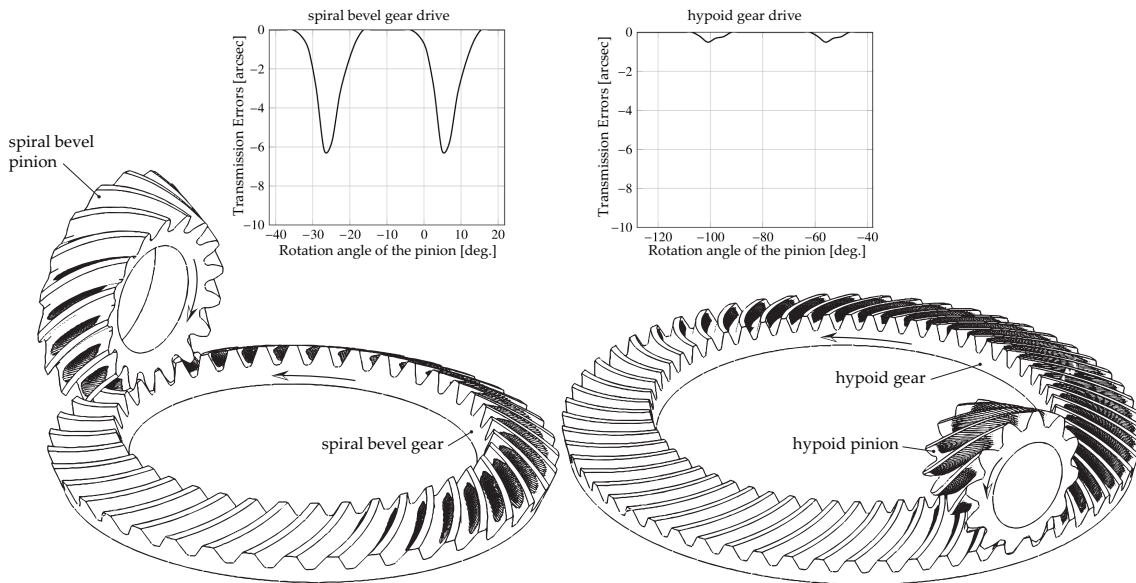 spiral bevel gear drive
0
−2
−4
−6
−8
−10
Transmission Errors [arcsec]
−40 −30 −20 −10 0 10 20
Rotation angle of the pinion [deg.]
hypoid gear drive
0
−2
−4
−6
−8
−10
Transmission Errors [arcsec]
−120 −100 −80 −60 −40
Rotation angle of the pinion [deg.]
spiral bevel
pinion
spiral bevel gear
hypoid gear
hypoid pinion